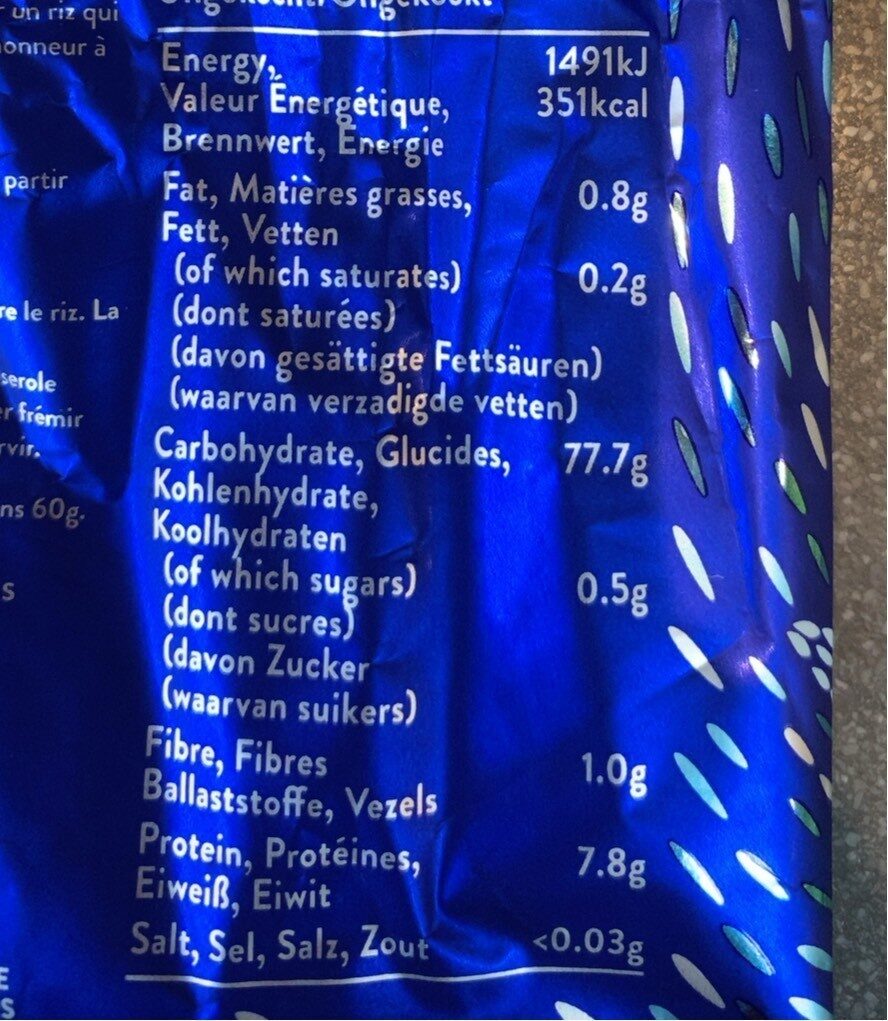 un riz qui
onneur à
partir
re le riz. La
serole
er frémir
rvir.
ns 60g.
S
E
S
Energy, 1491kJ
Valeur Énergétique, 351kcal
Brennwert, Energie
Fat, Matières grasses, 0.8g
Fett, Vetten
(of which saturates) 0.2g
(dont saturées)
(davon gesättigte Fettsäuren)
(waarvan verzadigde vetten)
Carbohydrate, Glucides, 77.7g
Kohlenhydrate,
Koolhydraten
(of which sugars) 0.5g
(dont sucres)
(davon Zucker
(waarvan suikers)
Fibre, Fibres 1.0g
Ballaststoffe, Vezels
Protein, Protéines, 7.8g
Eiweiß, Eiwit
Salt, Sel, Salz, Zout <0.03g